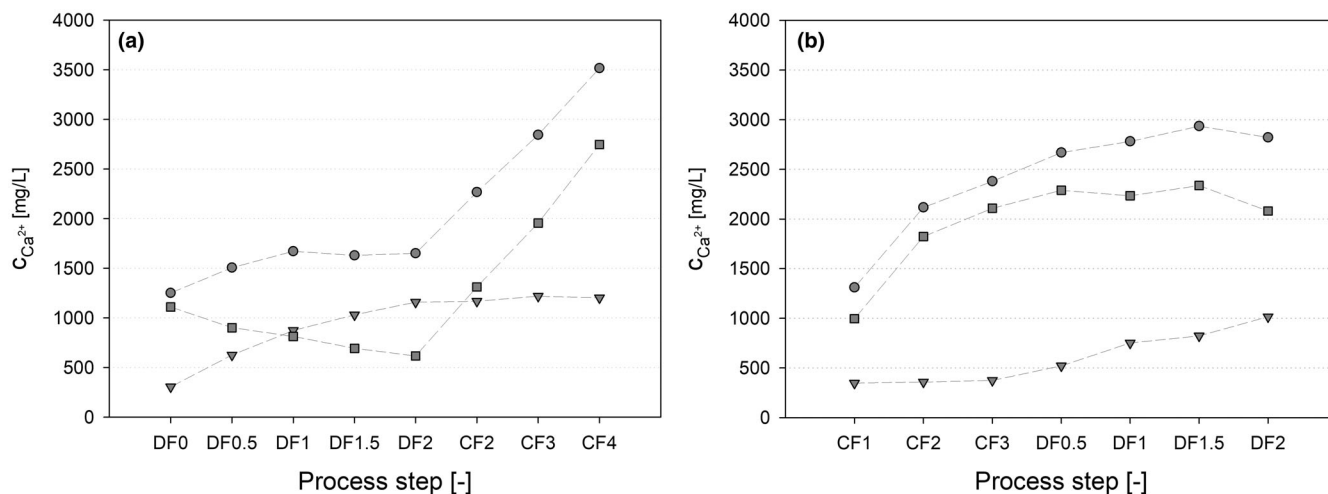 (a)
4000
3500
3000
2500
2000
1500
1000
500
0
c Ca²⁺ [mg/L]
DF0 DF0.5 DF1 DF1.5 DF2 CF2 CF3 CF4
Process step [-]
(b)
4000
3500
3000
2500
2000
1500
1000
500
0
c Ca²⁺ [mg/L]
CF1 CF2 CF3 DF0.5 DF1 DF1.5 DF2
Process step [-]